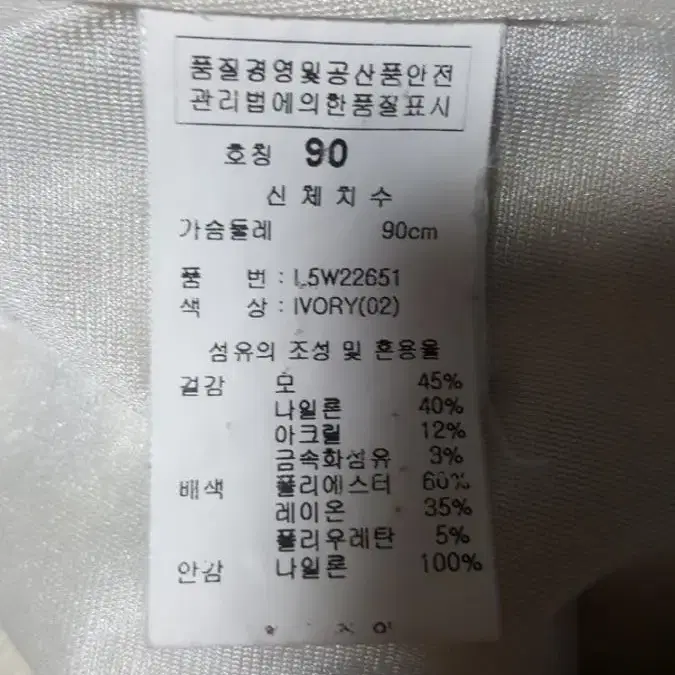 품질경영및공산품안전
관리법에의한품질표시
호칭 90
신체치수
가슴둘레 90cm
품 번 : L5W22651
색 상 : IVORY(02)
섬유의 조성 및 혼용율
겉감 모 45%
나일론 40%
아크릴 12%
금속화섬유 3%
배색 폴리에스터 60%
레이온 35%
폴리우레탄 5%
안감 나일론 100%